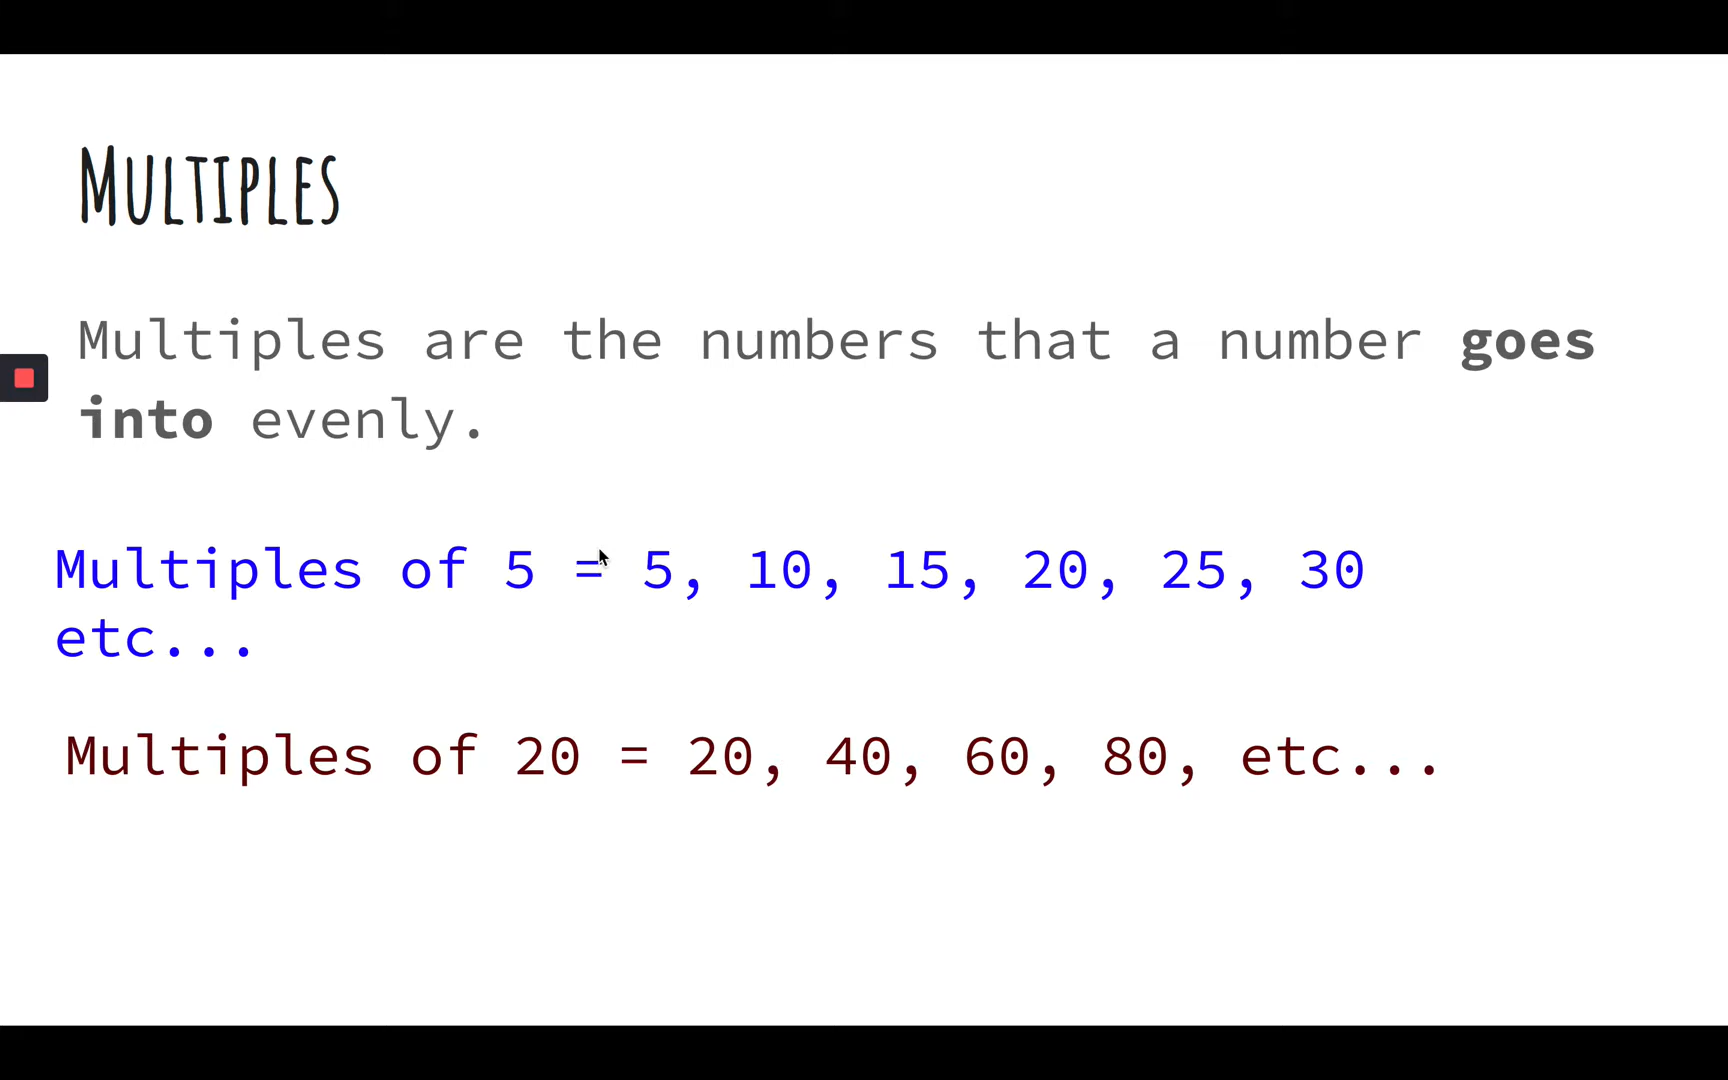 Multiples
Multiples are the numbers that a number goes
into evenly.
Multiples of 5 = 5, 10, 15, 20, 25, 30
etc...
Multiples of 20 = 20, 40, 60, 80, etc...